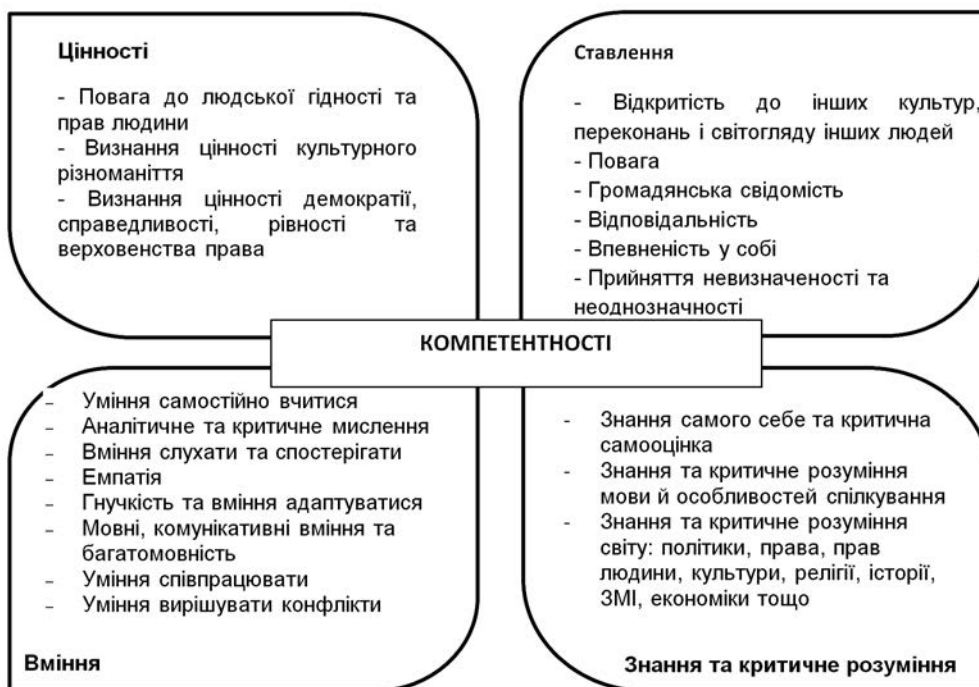 Цінності
- Повага до людської гідності та
прав людини
- Визнання цінності культурного
різноманіття
- Визнання цінності демократії,
справедливості, рівності та
верховенства права
Ставлення
- Відкритість до інших культур,
переконань і світогляду інших людей
- Повага
- Громадянська свідомість
- Відповідальність
- Впевненість у собі
- Прийняття невизначеності та
неоднозначності
КОМПЕТЕНТНОСТІ
- Уміння самостійно вчитися
- Аналітичне та критичне мислення
- Вміння слухати та спостерігати
- Емпатія
- Гнучкість та вміння адаптуватися
- Мовні, комунікативні вміння та
багатомовність
- Уміння співпрацювати
- Уміння вирішувати конфлікти
Вміння
- Знання самого себе та критична
самооцінка
- Знання та критичне розуміння
мови й особливостей спілкування
- Знання та критичне розуміння
світу: політики, права, прав
людини, культури, релігії, історії,
ЗМІ, економіки тощо
Знання та критичне розуміння